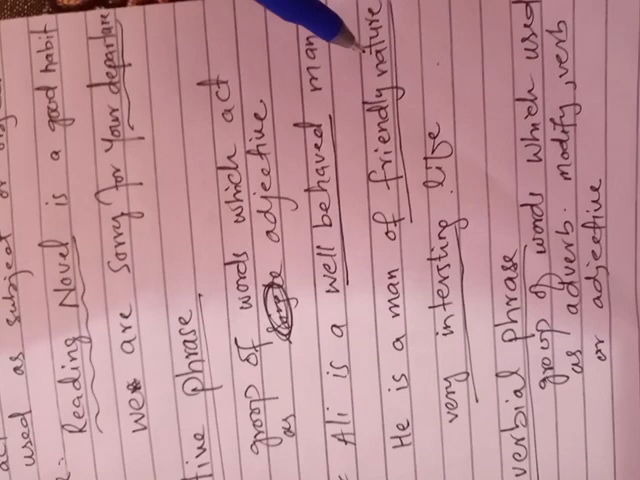 used as subject or
Reading Novel is a good habit
we are Sorry for Your departure
tive phrase
group of words which act
as adjective
= Ali is a well behaved man
He is a man of friendly nature
very intersting life
verbial phrase
group of words which used
as adverb. modify, verb
or adjective